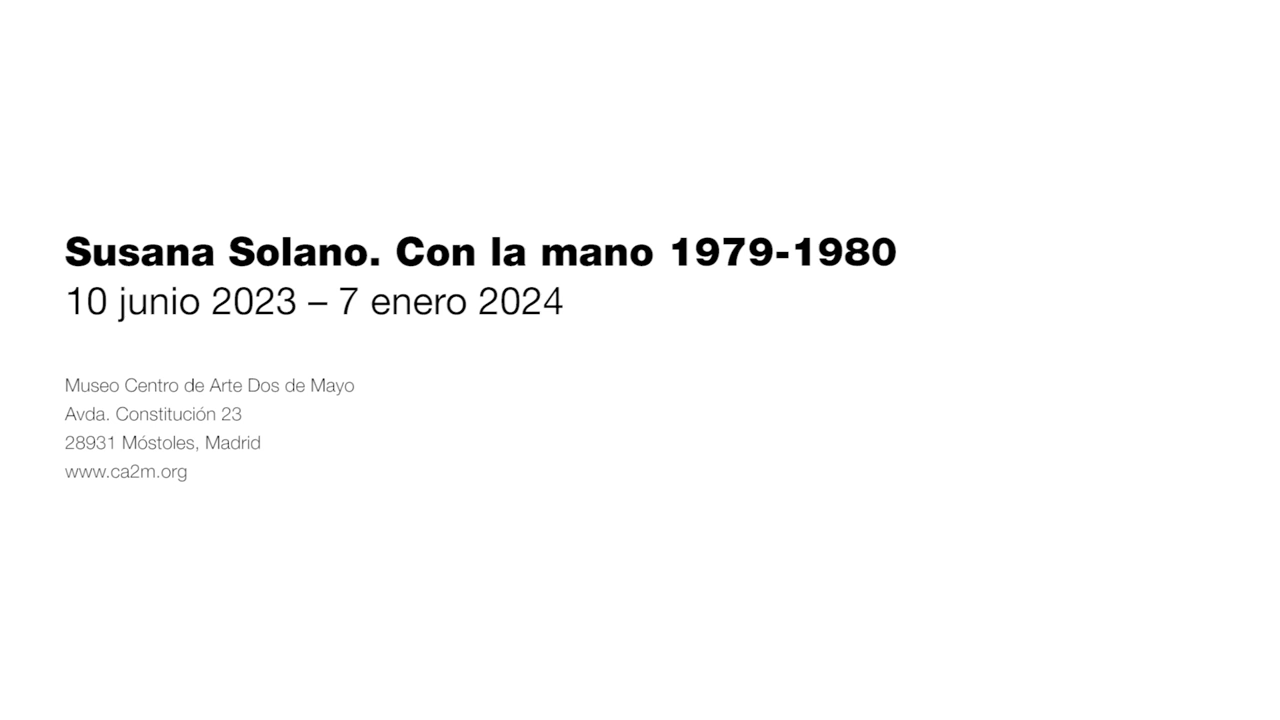 Susana Solano. Con la mano 1979-1980
10 junio 2023 – 7 enero 2024
Museo Centro de Arte Dos de Mayo
Avda. Constitución 23
28931 Móstoles, Madrid
www.ca2m.org